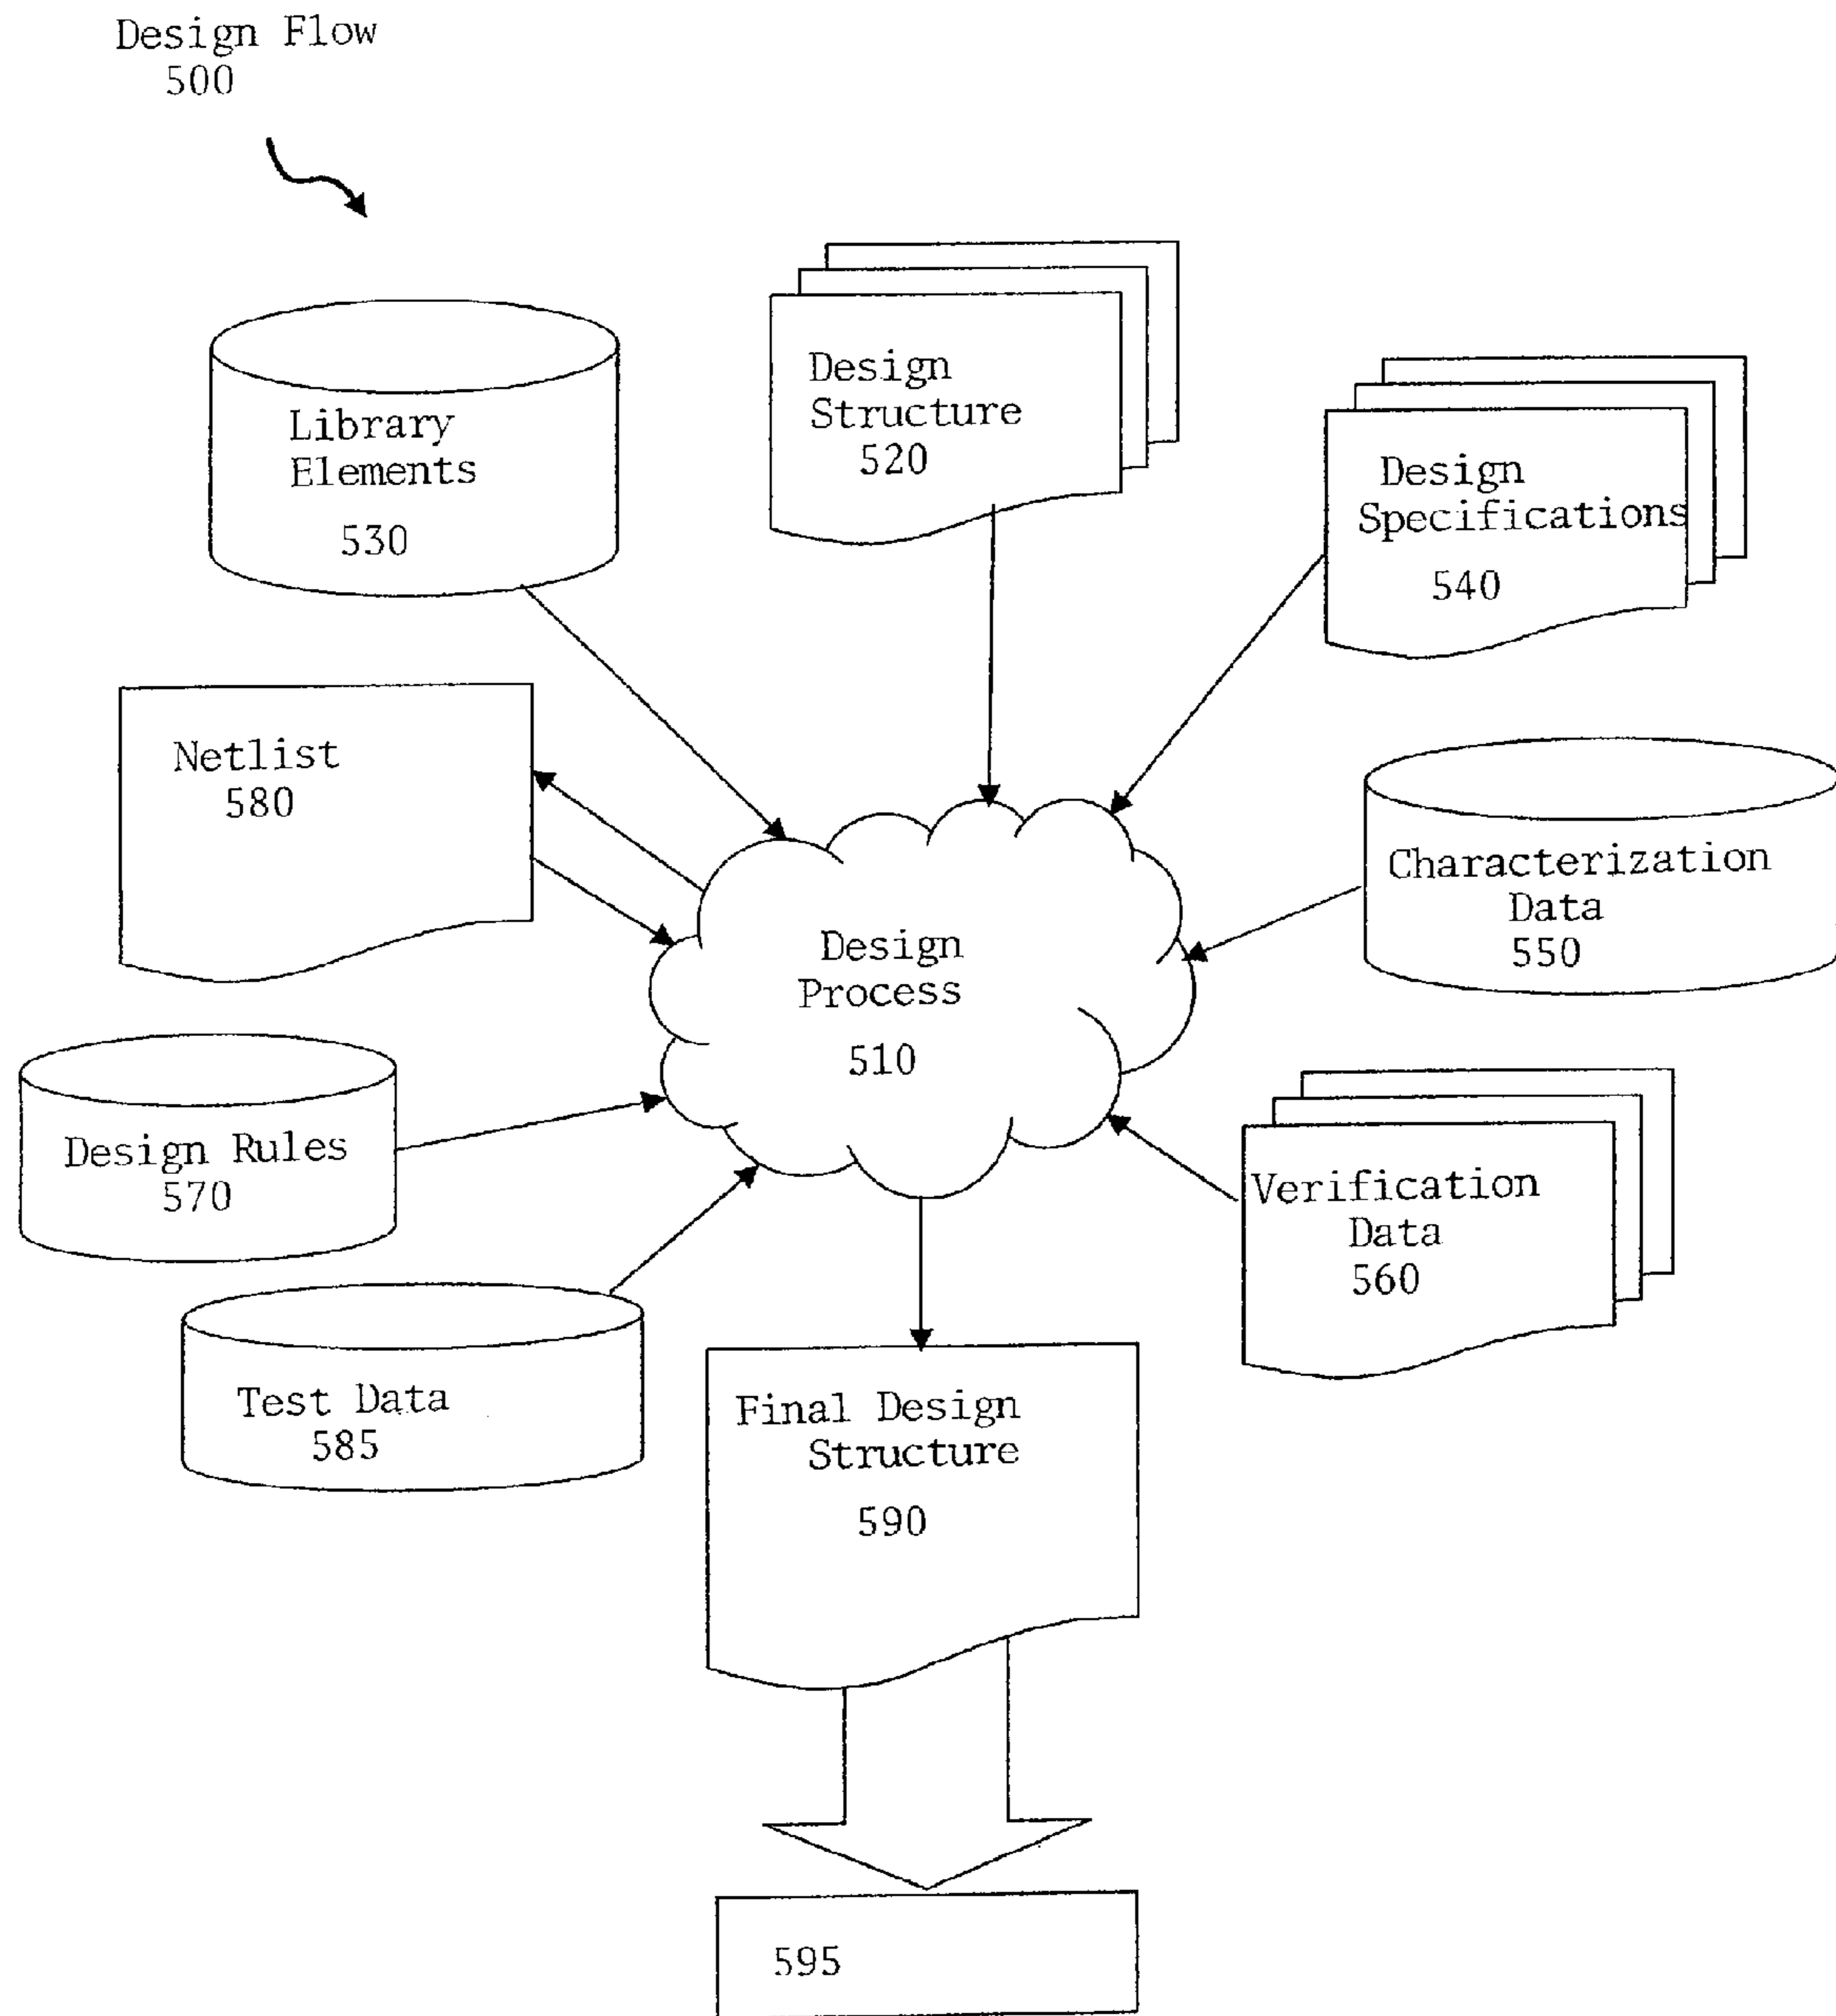 Design Flow
500
Design
Structure
520
Library
Elements
530
Design
Specifications
540
Netlist
580
Characterization
Data
550
Design
Process
510
Design Rules
570
Verification
Data
560
Test Data
585
Final Design
Structure
590
595